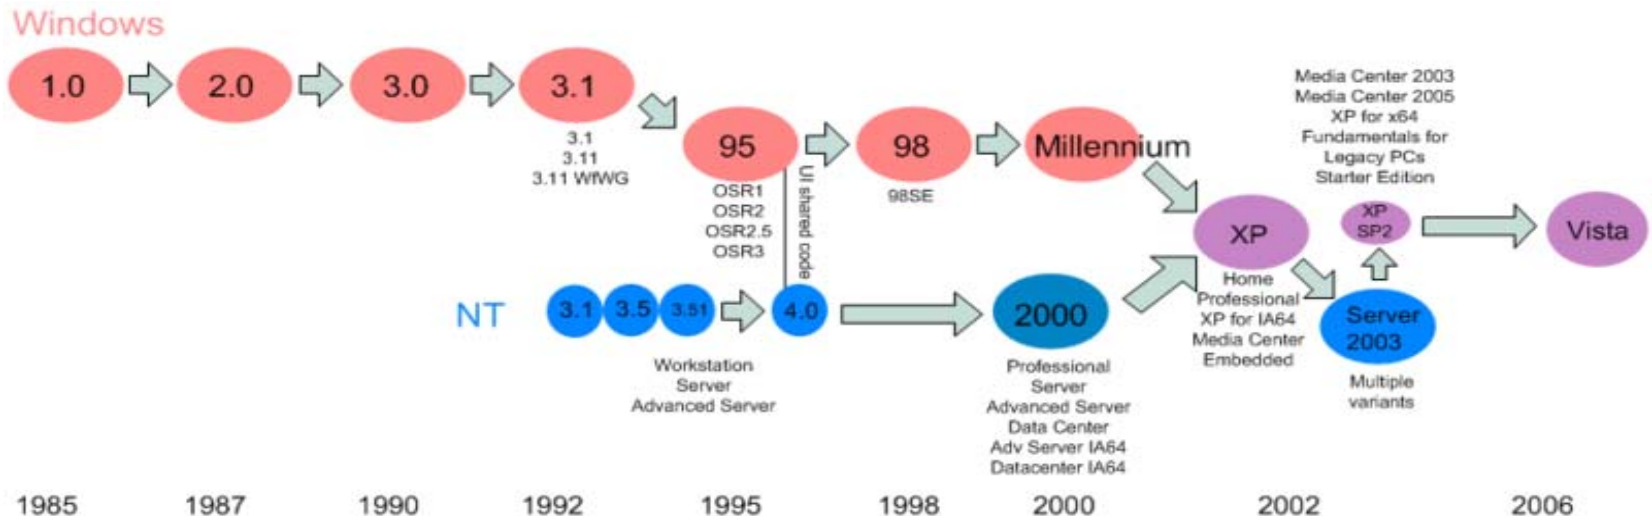 Windows
1.0
2.0
3.0
3.1
3.1
3.11
3.11 WfWG
95
OSR1
OSR2
OSR2.5
OSR3
UI shared code
98
98SE
Millennium
NT
3.1
3.5
3.51
4.0
Workstation
Server
Advanced Server
2000
Professional
Server
Advanced Server
Data Center
Adv Server IA64
Datacenter IA64
XP
Home
Professional
XP for IA64
Media Center
Embedded
Media Center 2003
Media Center 2005
XP for x64
Fundamentals for
Legacy PCs
Starter Edition
XP
SP2
Server
2003
Multiple
variants
Vista
1985
1987
1990
1992
1995
1998
2000
2002
2006